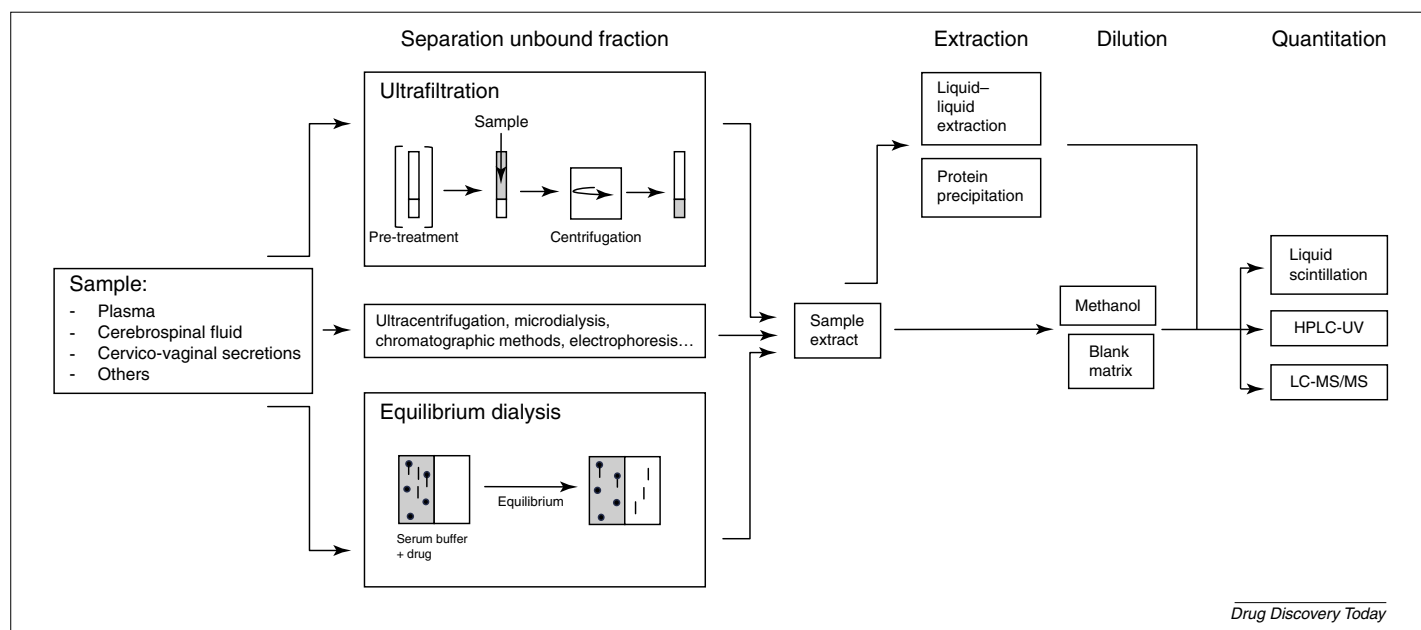 Separation unbound fraction
Extraction
Dilution
Quantitation
Ultrafiltration
Sample
Pre-treatment
Centrifugation
Liquid–
liquid
extraction
Protein
precipitation
Sample:
- Plasma
- Cerebrospinal fluid
- Cervico-vaginal secretions
- Others
Ultracentrifugation, microdialysis,
chromatographic methods, electrophoresis…
Sample
extract
Methanol
Blank
matrix
Liquid
scintillation
HPLC-UV
LC-MS/MS
Equilibrium dialysis
Equilibrium
Serum buffer
+ drug
Drug Discovery Today